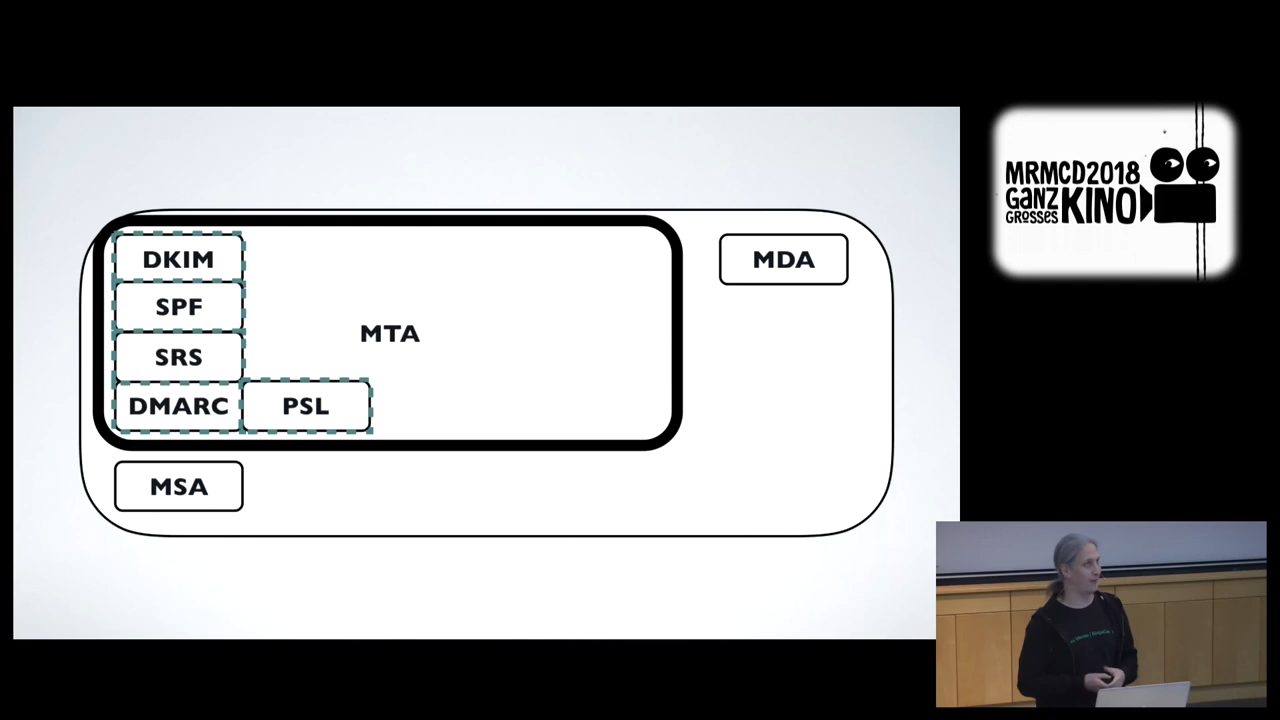 DKIM
SPF
SRS
DMARC
PSL
MTA
MSA
MDA
MRMCD2018
GANZ
GROSSES
KINO